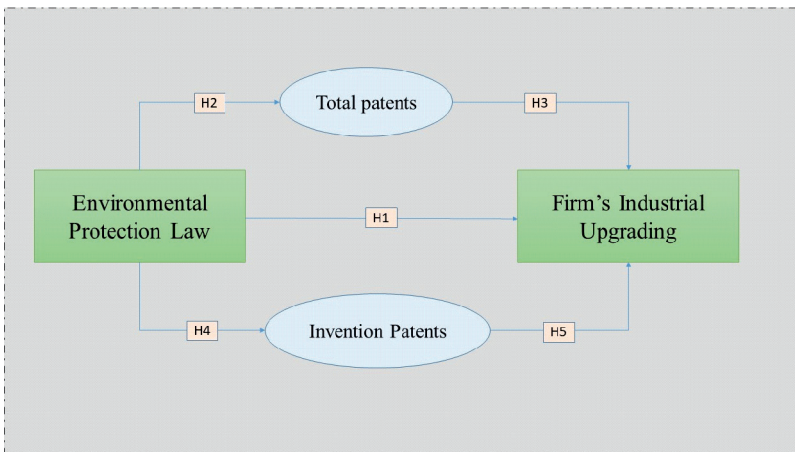 H2
Total patents
H3
Environmental
Protection Law
H1
Firm's Industrial
Upgrading
H4
Invention Patents
H5